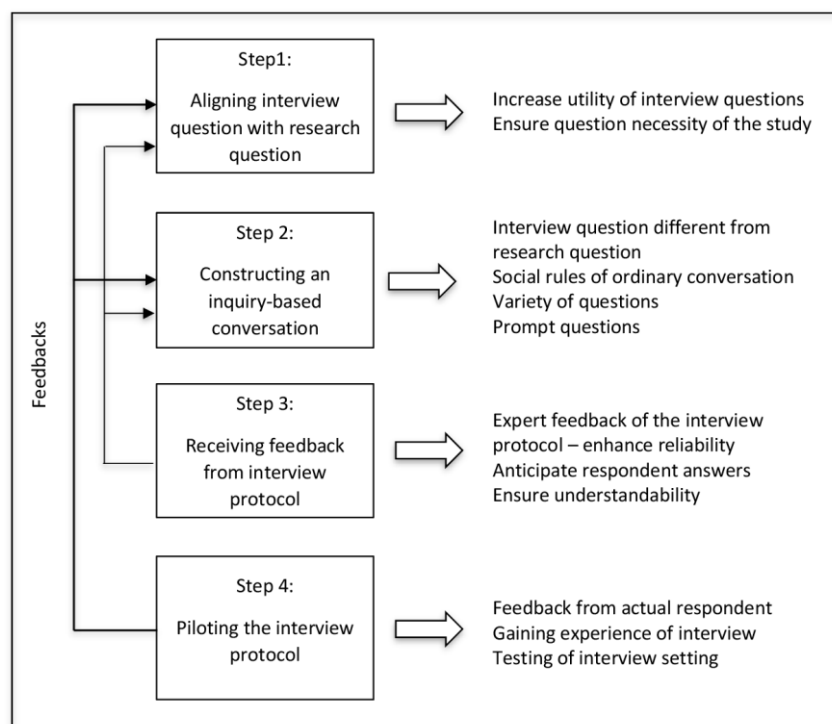 Step1:
Aligning interview
question with research
question
Increase utility of interview questions
Ensure question necessity of the study
Step 2:
Constructing an
inquiry-based
conversation
Interview question different from
research question
Social rules of ordinary conversation
Variety of questions
Prompt questions
Feedbacks
Step 3:
Receiving feedback
from interview
protocol
Expert feedback of the interview
protocol – enhance reliability
Anticipate respondent answers
Ensure understandability
Step 4:
Piloting the interview
protocol
Feedback from actual respondent
Gaining experience of interview
Testing of interview setting